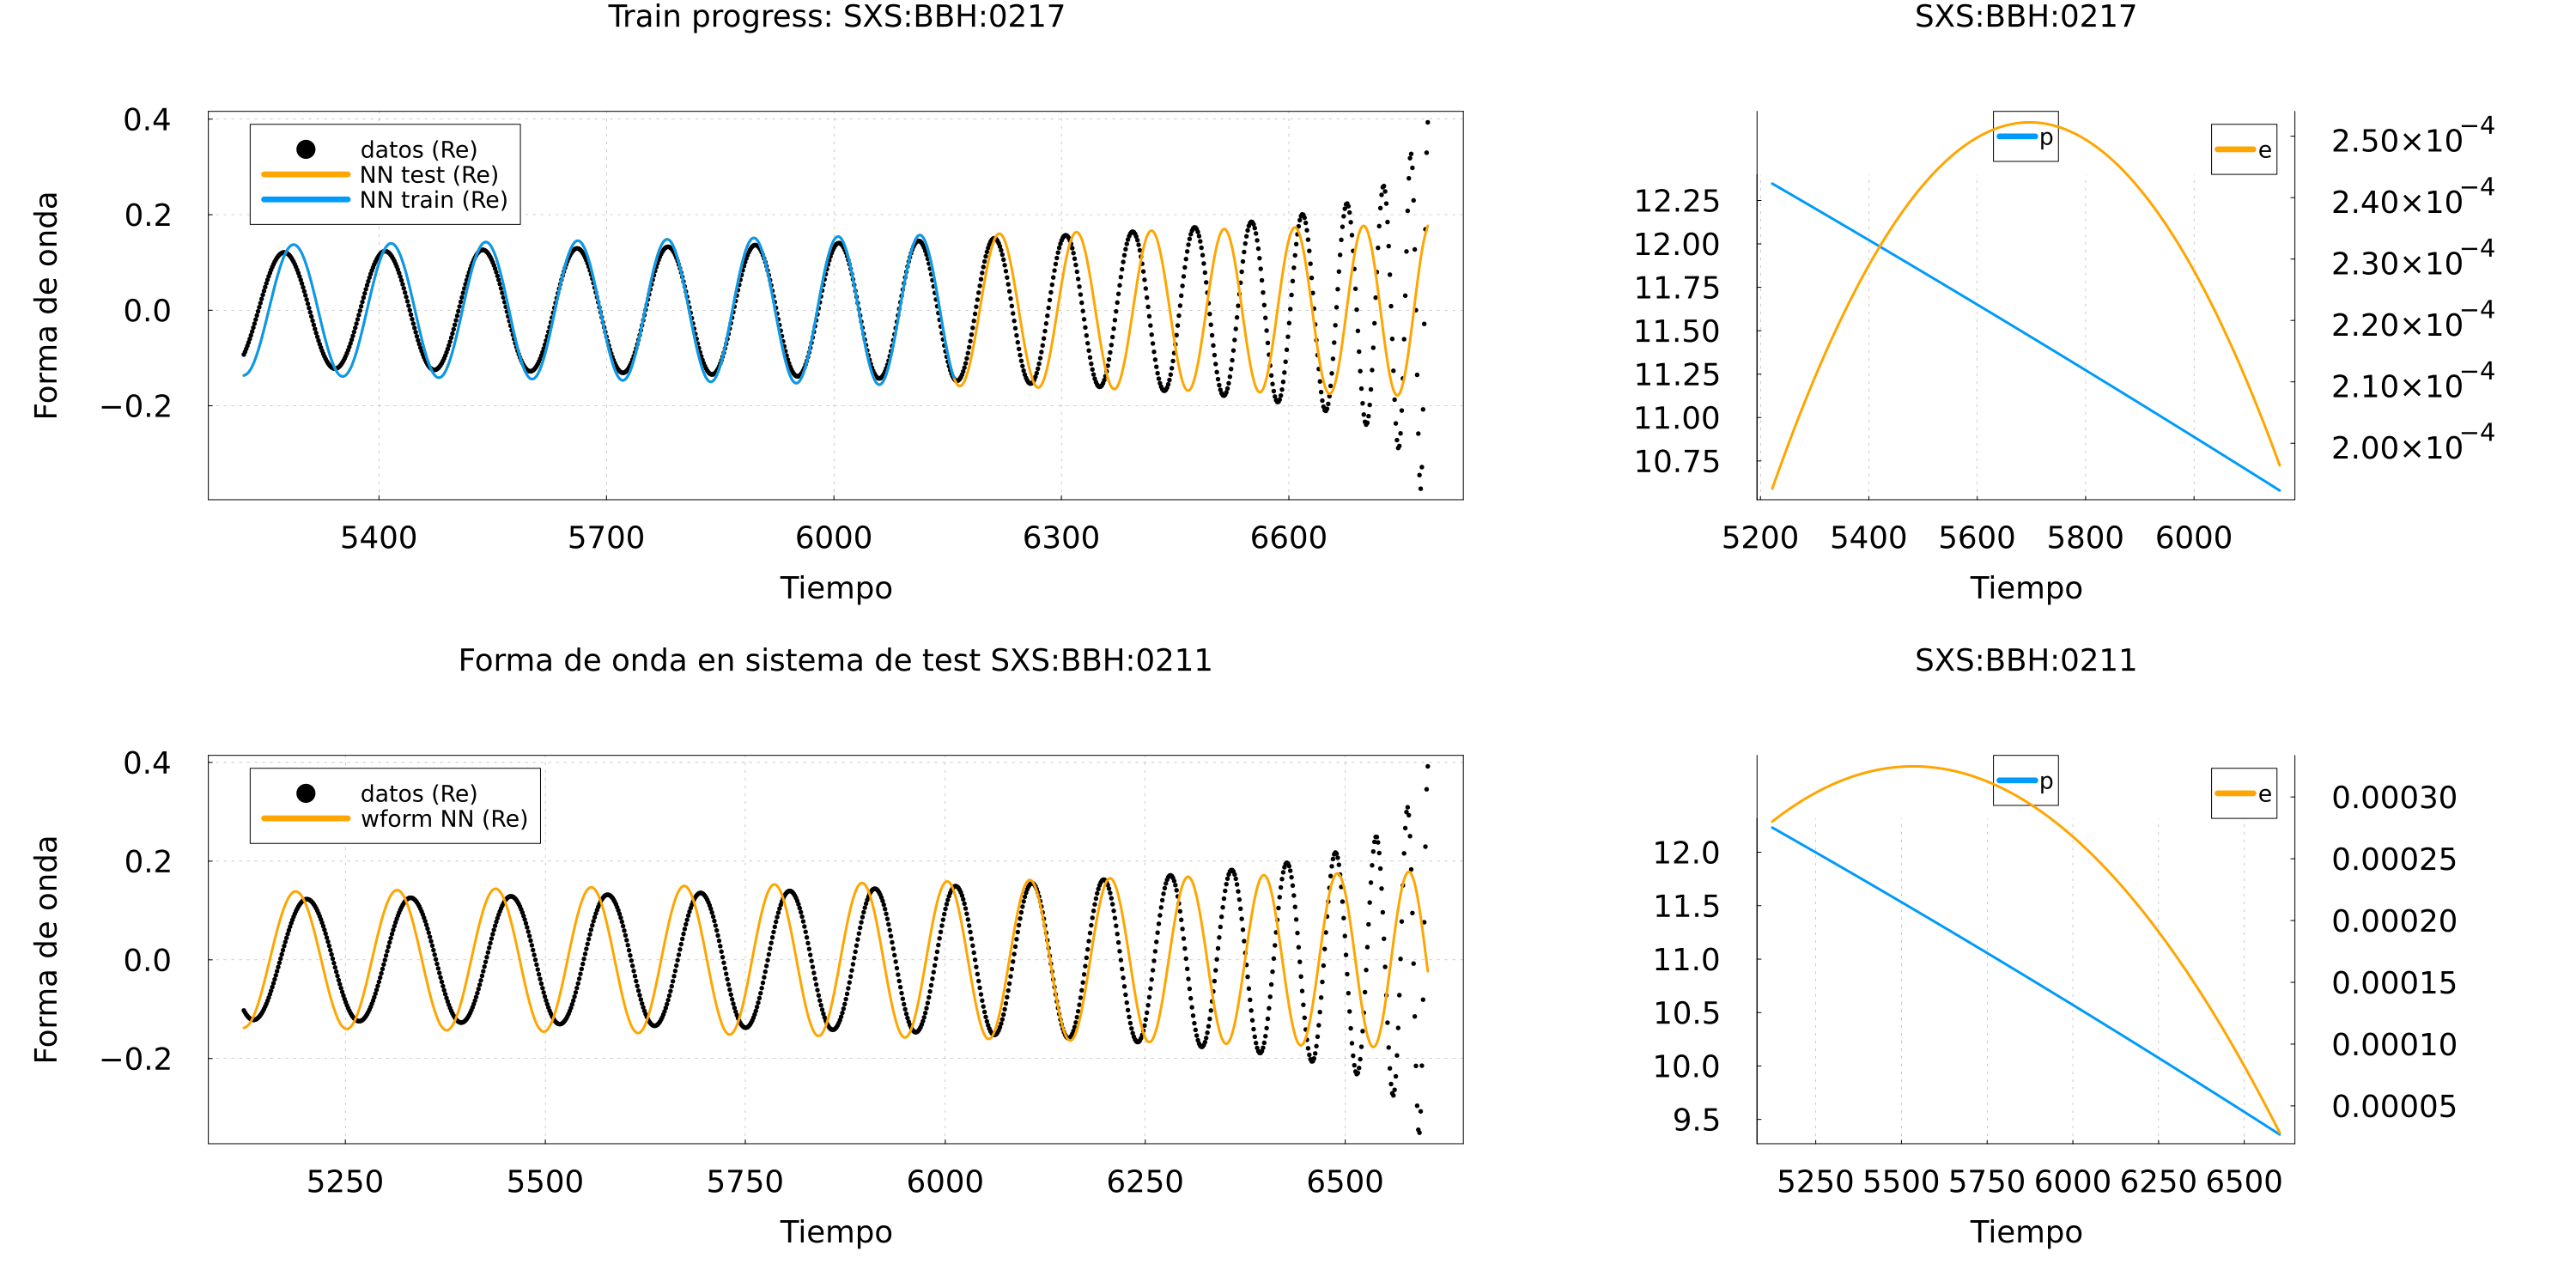 Train progress: SXS:BBH:0217
Forma de onda
0.4
0.2
0.0
−0.2
datos (Re)
NN test (Re)
NN train (Re)
5400 5700 6000 6300 6600
Tiempo
SXS:BBH:0217
12.25
12.00
11.75
11.50
11.25
11.00
10.75
p
e
2.50×10⁻⁴
2.40×10⁻⁴
2.30×10⁻⁴
2.20×10⁻⁴
2.10×10⁻⁴
2.00×10⁻⁴
5200 5400 5600 5800 6000
Tiempo
Forma de onda en sistema de test SXS:BBH:0211
Forma de onda
0.4
0.2
0.0
−0.2
datos (Re)
wform NN (Re)
5250 5500 5750 6000 6250 6500
Tiempo
SXS:BBH:0211
12.0
11.5
11.0
10.5
10.0
9.5
p
e
0.00030
0.00025
0.00020
0.00015
0.00010
0.00005
5250 5500 5750 6000 6250 6500
Tiempo